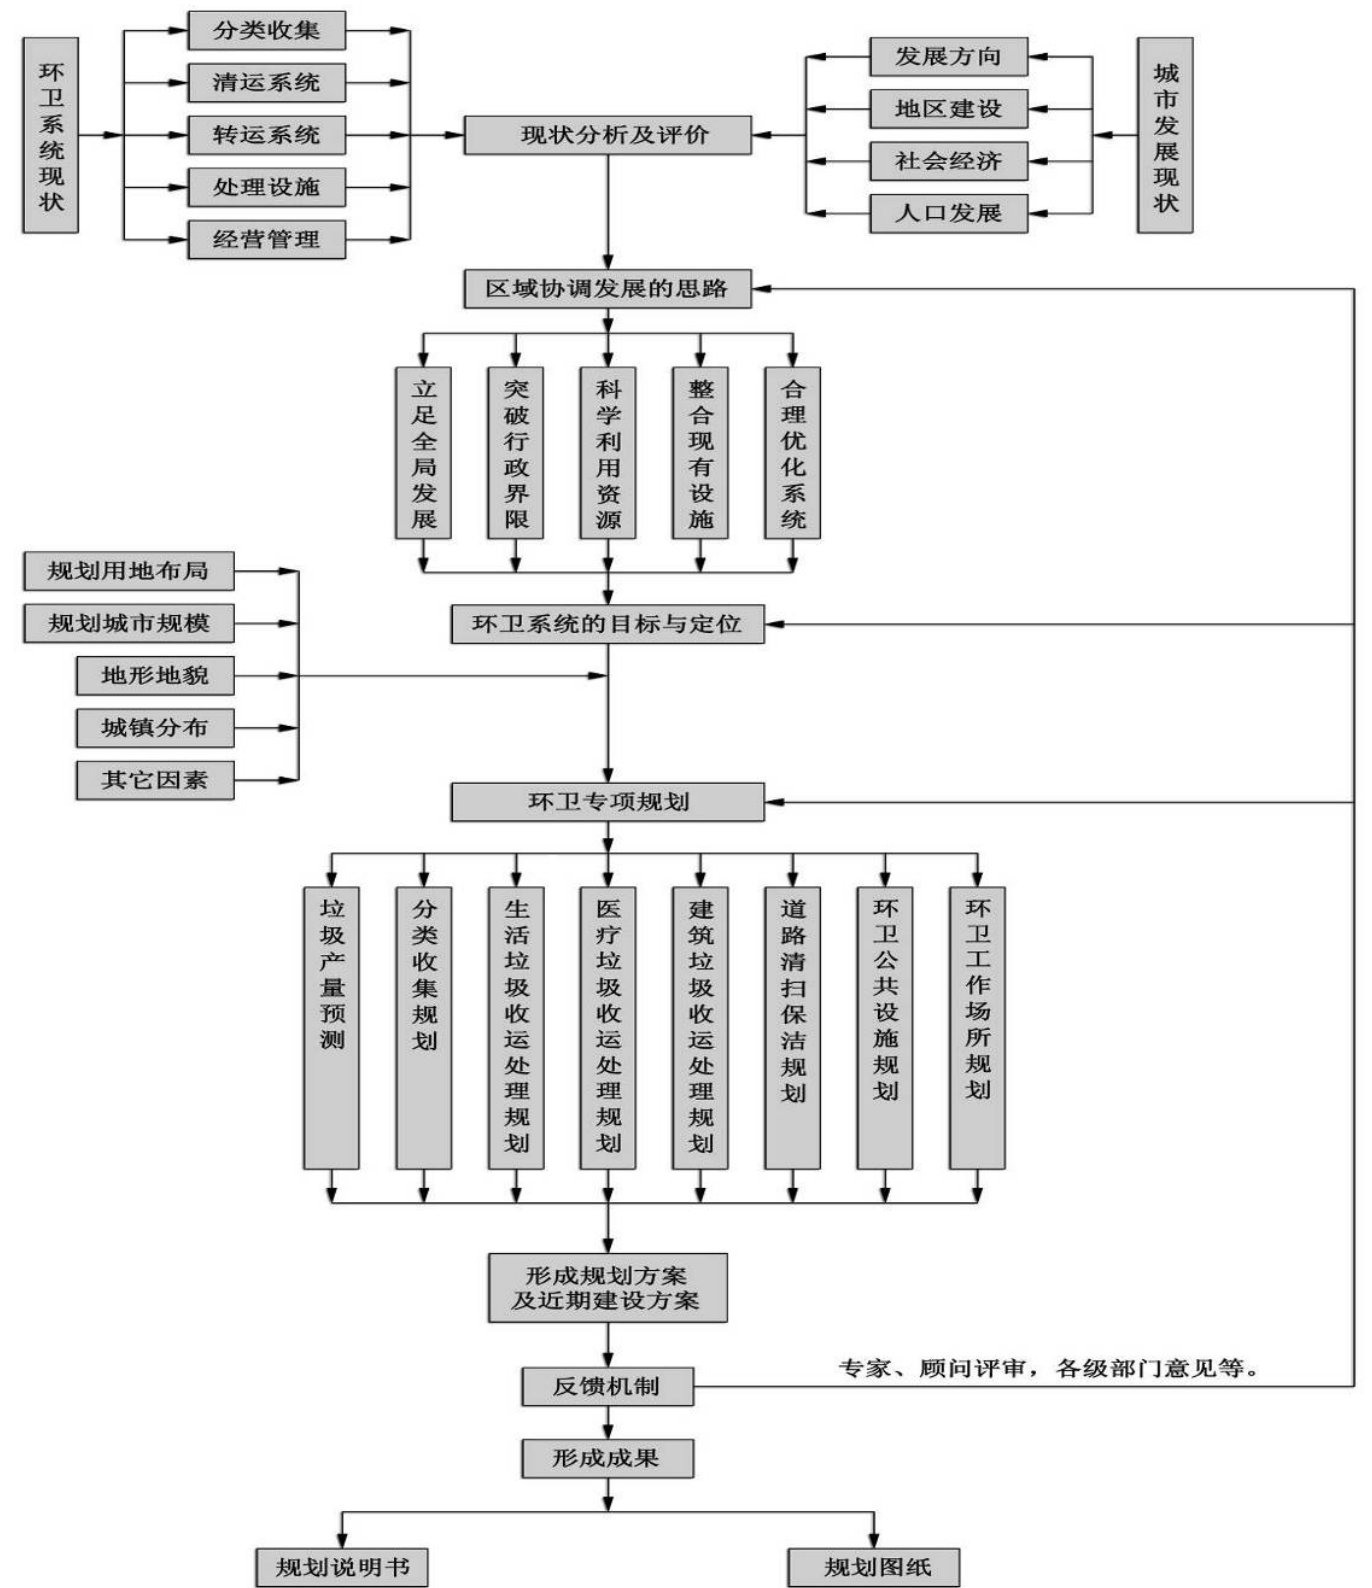 环卫系统现状
分类收集
清运系统
转运系统
处理设施
经营管理
现状分析及评价
发展方向
地区建设
社会经济
人口发展
城市发展现状
区域协调发展的思路
立足全局发展
突破行政界限
科学利用资源
整合现有设施
合理优化系统
规划用地布局
规划城市规模
地形地貌
城镇分布
其它因素
环卫系统的目标与定位
环卫专项规划
垃圾产量预测
分类收集规划
生活垃圾收运处理规划
医疗垃圾收运处理规划
建筑垃圾收运处理规划
道路清扫保洁规划
环卫公共设施规划
环卫工作场所规划
形成规划方案
及近期建设方案
专家、顾问评审，各级部门意见等。
反馈机制
形成成果
规划说明书
规划图纸